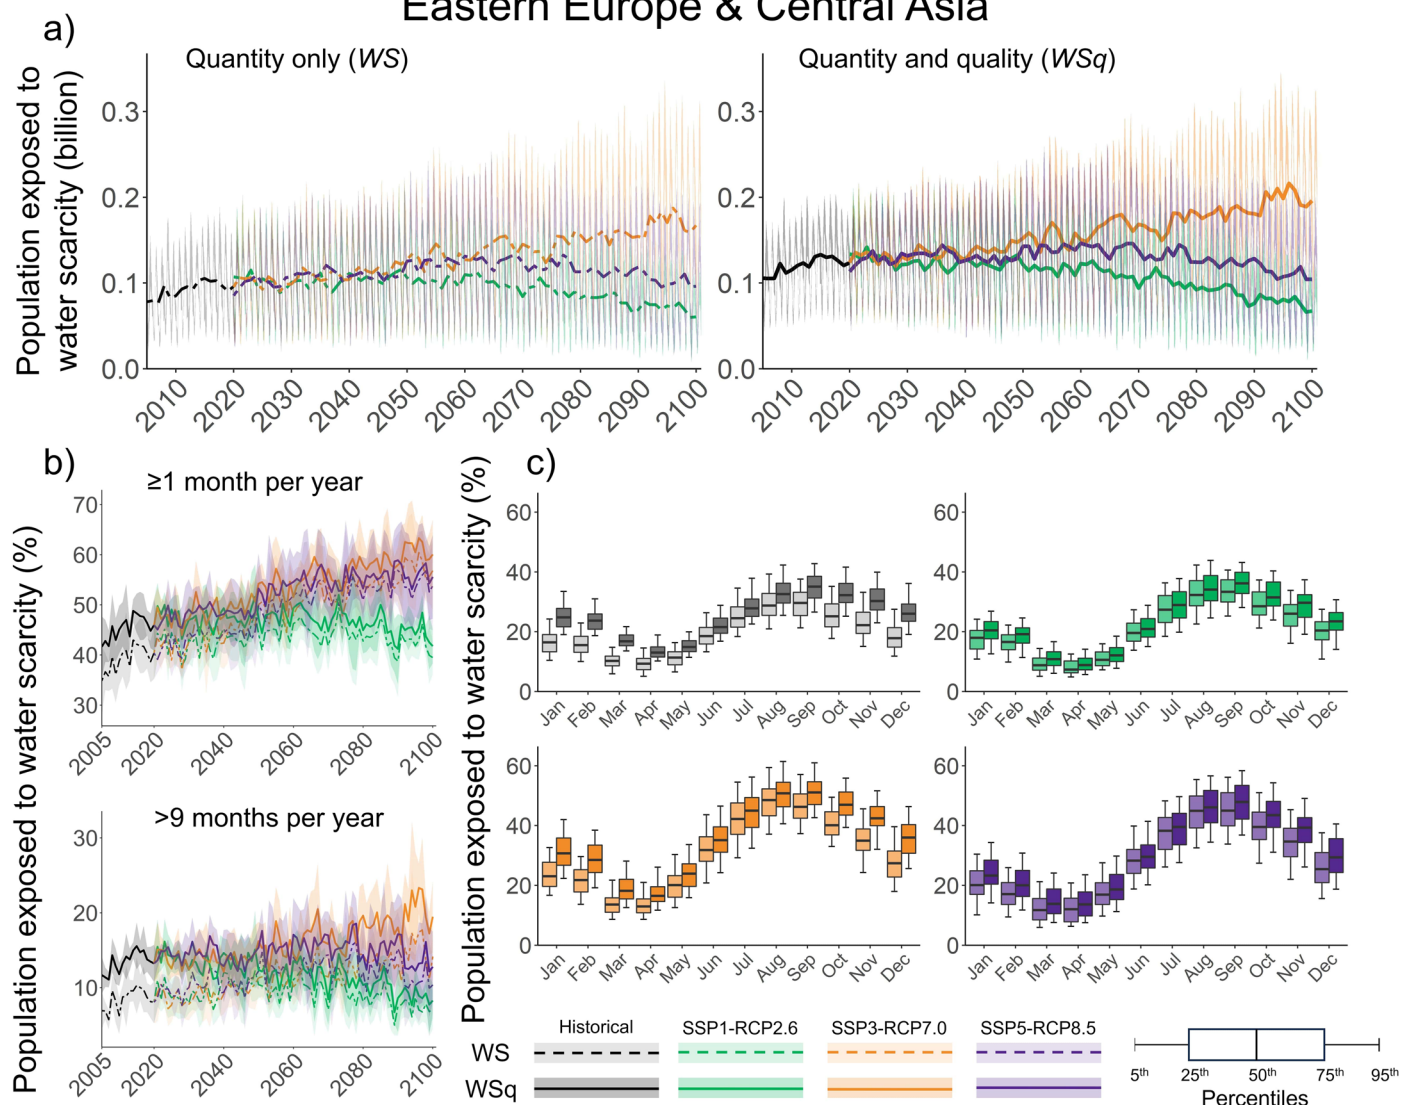 Eastern Europe & Central Asia
a)
Population exposed to
water scarcity (billion)
Quantity only (WS)
0.3
0.2
0.1
0.0
2010 2020 2030 2040 2050 2060 2070 2080 2090 2100
Quantity and quality (WSq)
0.3
0.2
0.1
0.0
2010 2020 2030 2040 2050 2060 2070 2080 2090 2100
b)
Population exposed to water scarcity (%)
≥1 month per year
70
60
50
40
30
2005 2020 2040 2060 2080 2100
>9 months per year
30
20
10
2005 2020 2040 2060 2080 2100
c)
Population exposed to water scarcity (%)
60
40
20
0
Jan Feb Mar Apr May Jun Jul Aug Sep Oct Nov Dec
60
40
20
0
Jan Feb Mar Apr May Jun Jul Aug Sep Oct Nov Dec
60
40
20
0
Jan Feb Mar Apr May Jun Jul Aug Sep Oct Nov Dec
60
40
20
0
Jan Feb Mar Apr May Jun Jul Aug Sep Oct Nov Dec
Historical SSP1-RCP2.6 SSP3-RCP7.0 SSP5-RCP8.5
WS
WSq
5th 25th 50th 75th 95th
Percentiles